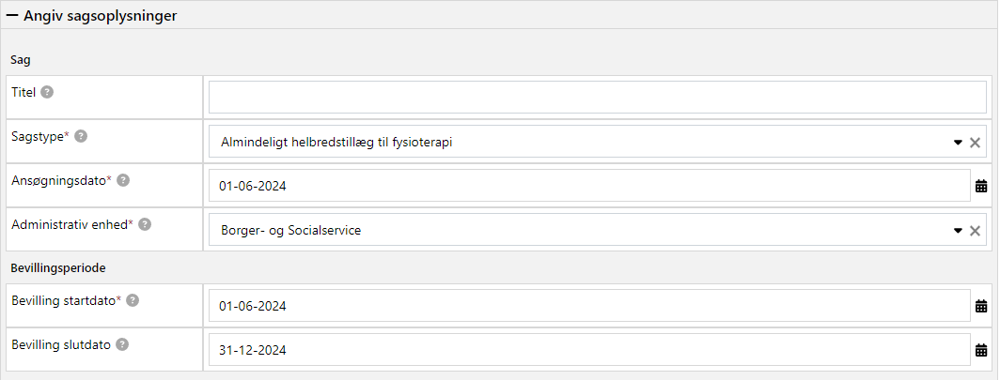 Angiv sagsoplysninger
Sag
Titel ?
Sagstype* ? Almindeligt helbredstillæg til fysioterapi
Ansøgningsdato* ? 01-06-2024
Administrativ enhed* ? Borger- og Socialservice
Bevillingsperiode
Bevilling startdato* ? 01-06-2024
Bevilling slutdato ? 31-12-2024